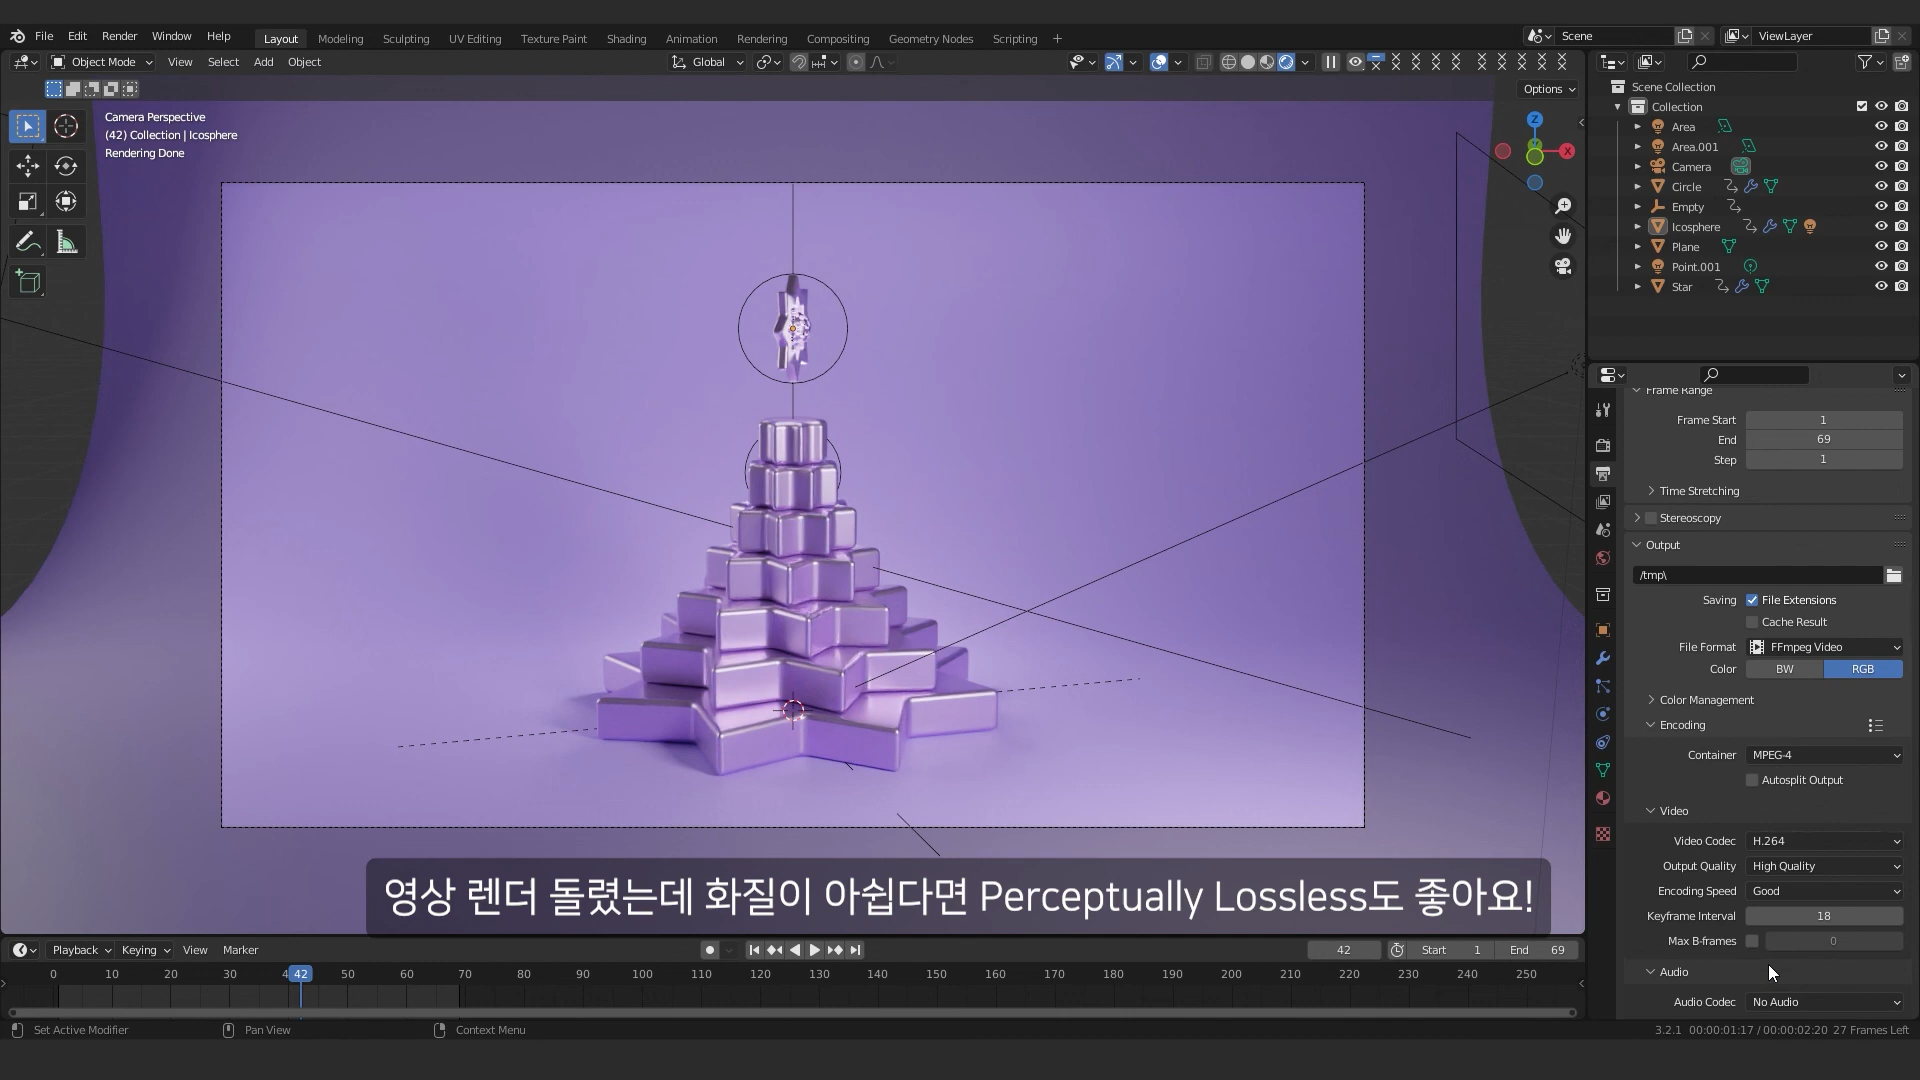 File Edit Render Window Help
Layout Modeling Sculpting UV Editing Texture Paint Shading Animation Rendering Compositing Geometry Nodes Scripting +
Scene
ViewLayer
Object Mode View Select Add Object
Global
Options
Camera Perspective
(42) Collection | Icosphere
Rendering Done
Z
X
Scene Collection
Collection
Area
Area.001
Camera
Circle
Empty
Icosphere
Plane
Point.001
Star
Frame Range
Frame Start 1
End 69
Step 1
Time Stretching
Stereoscopy
Output
/tmp\
Saving File Extensions
Cache Result
File Format FFmpeg Video
Color BW RGB
Color Management
Encoding
Container MPEG-4
Autosplit Output
Video
Video Codec H.264
Output Quality High Quality
Encoding Speed Good
Keyframe Interval 18
Max B-frames 0
Audio
Audio Codec No Audio
영상 렌더 돌렸는데 화질이 아쉽다면 Perceptually Lossless도 좋아요!
Playback Keying View Marker
42 Start 1 End 69
0 10 20 30 4 42 50 60 70 80 90 100 110 120 130 140 150 160 170 180 190 200 210 220 230 240 250
Set Active Modifier Pan View Context Menu
3.2.1 00:00:01:17 / 00:00:02:20 27 Frames Left